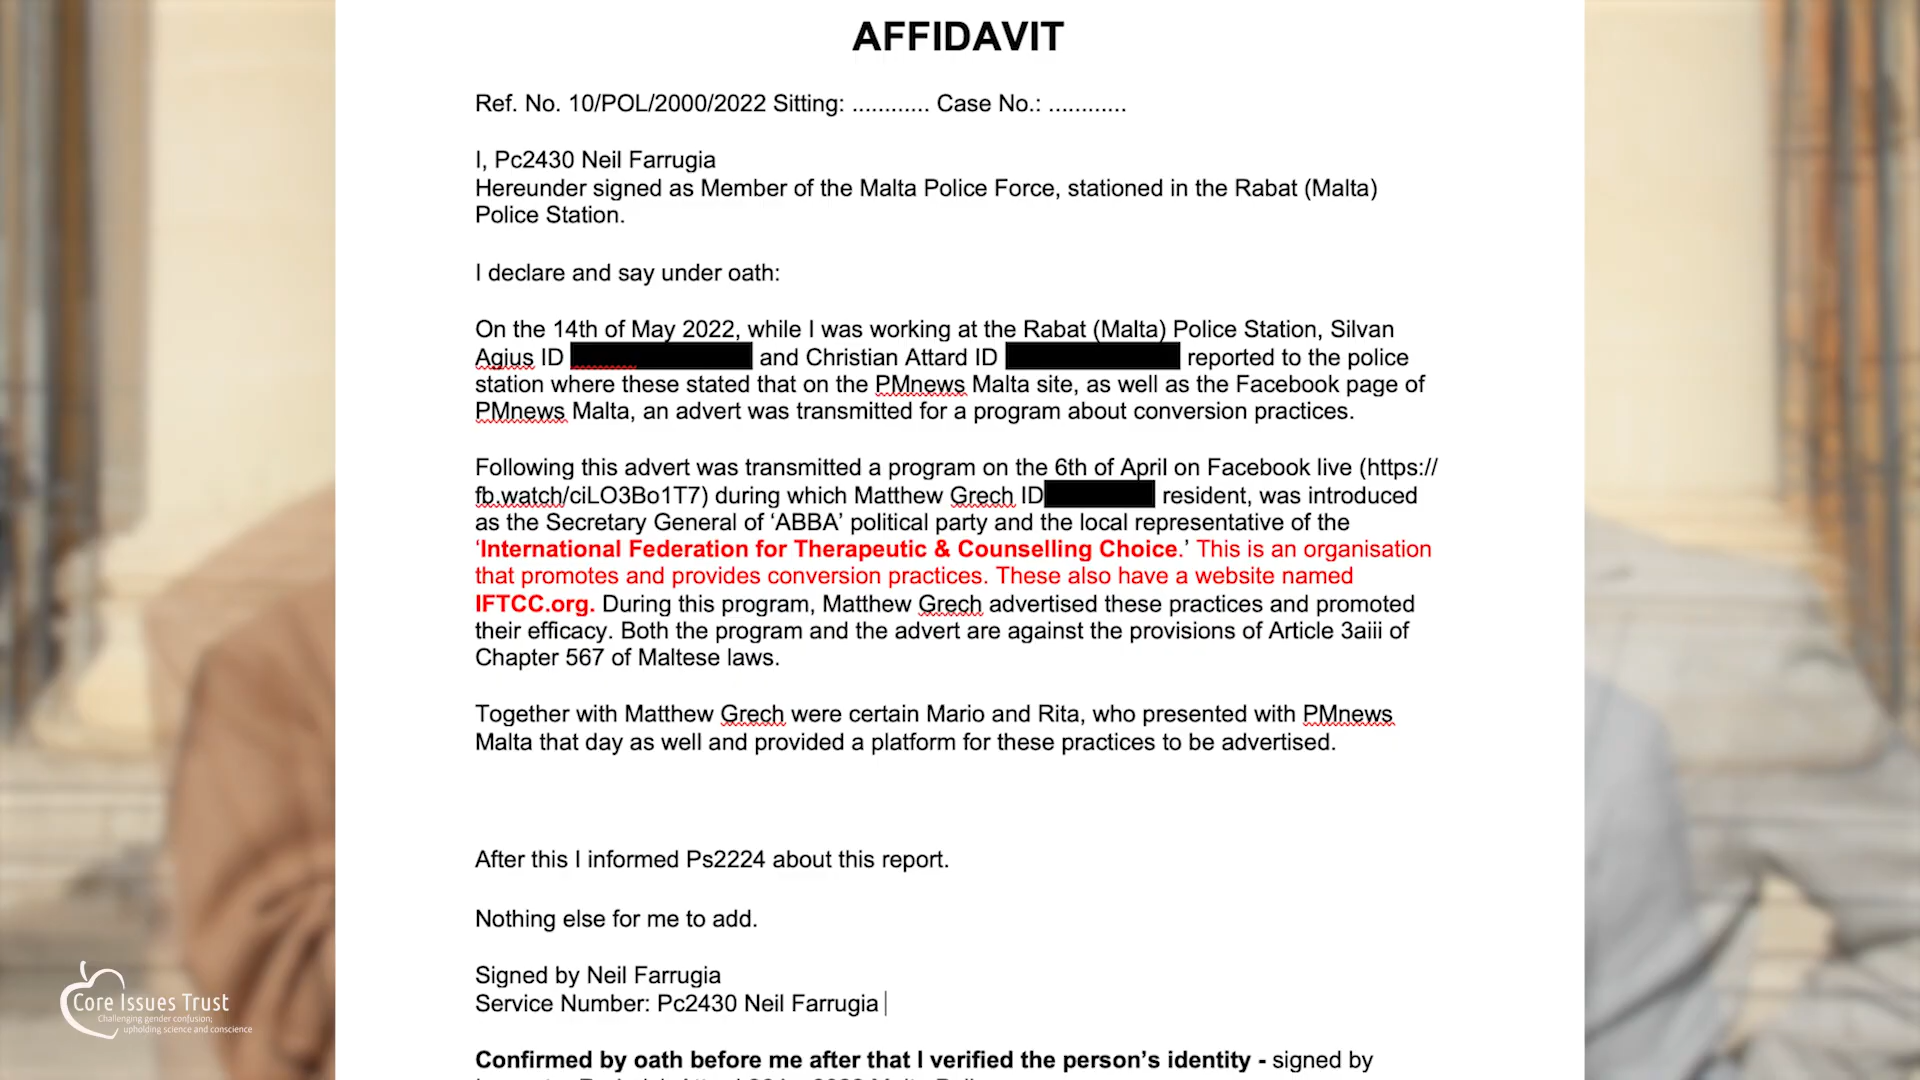 AFFIDAVIT
Ref. No. 10/POL/2000/2022 Sitting: ............ Case No.: ............
I, Pc2430 Neil Farrugia
Hereunder signed as Member of the Malta Police Force, stationed in the Rabat (Malta)
Police Station.
I declare and say under oath:
On the 14th of May 2022, while I was working at the Rabat (Malta) Police Station, Silvan
Agius ID and Christian Attard ID reported to the police
station where these stated that on the PMnews Malta site, as well as the Facebook page of
PMnews Malta, an advert was transmitted for a program about conversion practices.
Following this advert was transmitted a program on the 6th of April on Facebook live (https://
fb.watch/ciLO3Bo1T7) during which Matthew Grech ID resident, was introduced
as the Secretary General of ‘ABBA’ political party and the local representative of the
‘International Federation for Therapeutic & Counselling Choice.’ This is an organisation
that promotes and provides conversion practices. These also have a website named
IFTCC.org. During this program, Matthew Grech advertised these practices and promoted
their efficacy. Both the program and the advert are against the provisions of Article 3aiii of
Chapter 567 of Maltese laws.
Together with Matthew Grech were certain Mario and Rita, who presented with PMnews
Malta that day as well and provided a platform for these practices to be advertised.
After this I informed Ps2224 about this report.
Nothing else for me to add.
Signed by Neil Farrugia
Service Number: Pc2430 Neil Farrugia
Confirmed by oath before me after that I verified the person’s identity - signed by
Core Issues Trust
Challenging gender confusion;
upholding science and conscience